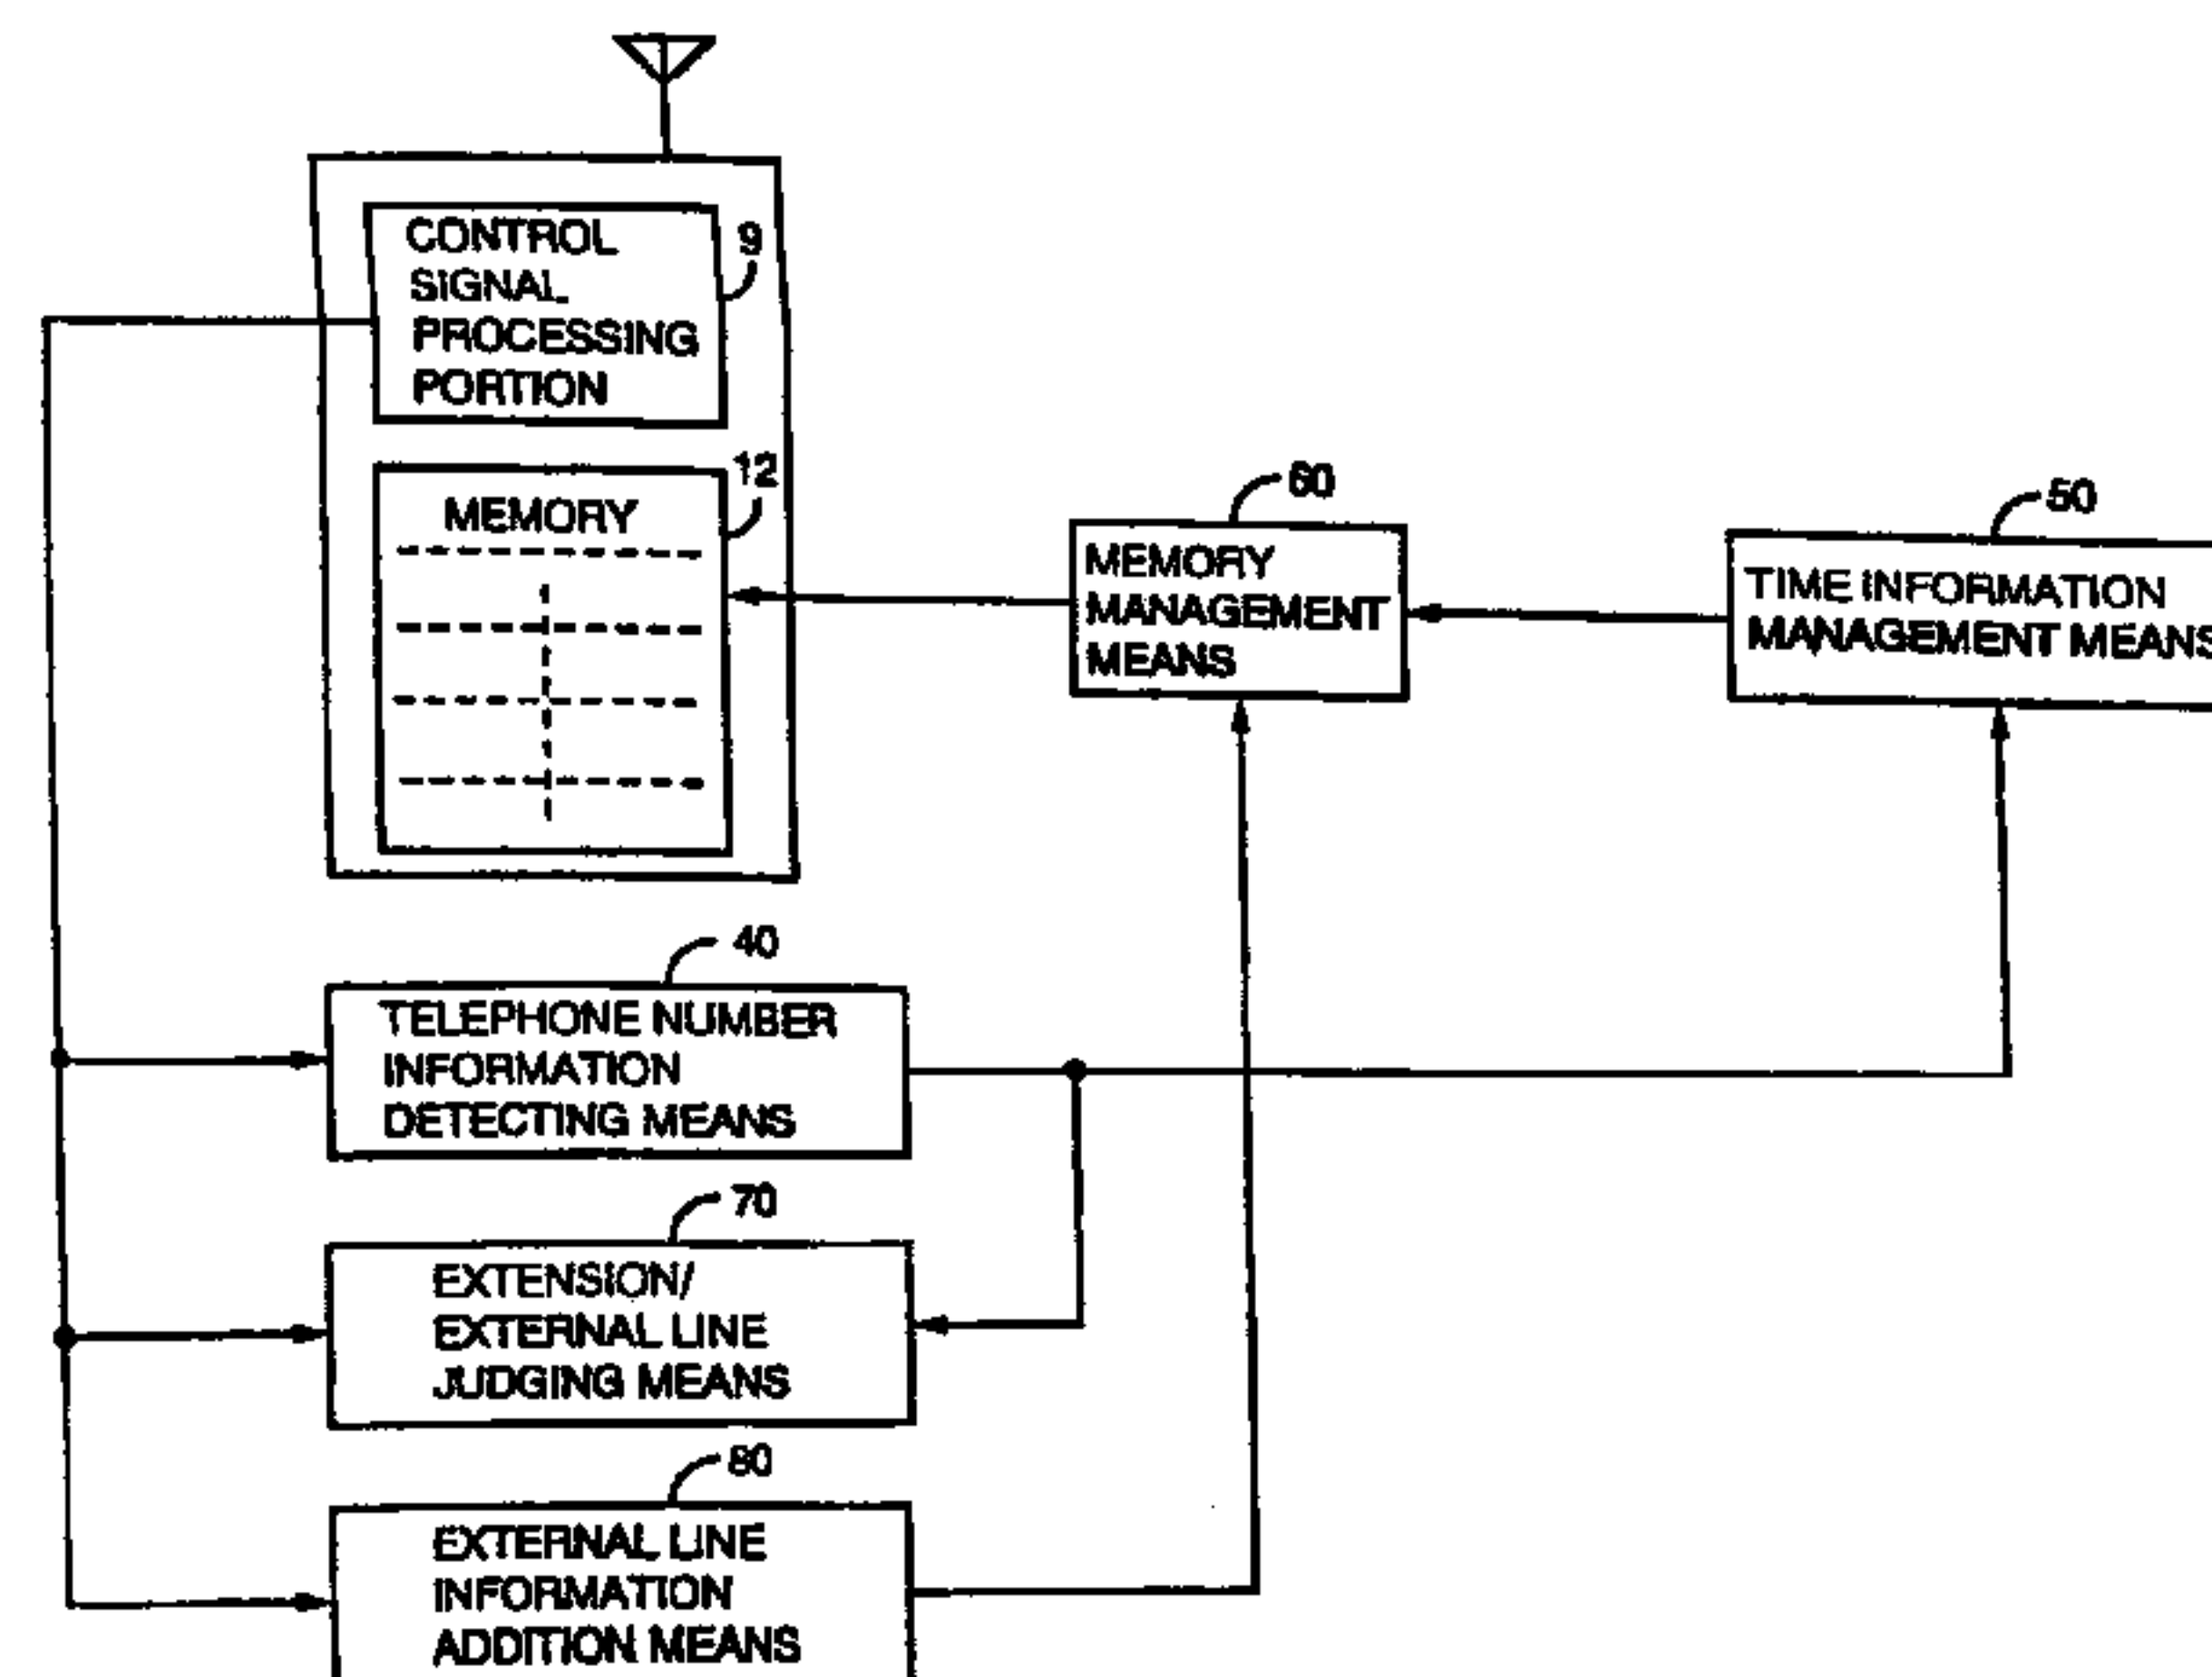 CONTROL
SIGNAL
PROCESSING
PORTION
9
MEMORY
12
MEMORY
MANAGEMENT
MEANS
60
TIME INFORMATION
MANAGEMENT MEANS
50
40
TELEPHONE NUMBER
INFORMATION
DETECTING MEANS
70
EXTENSION/
EXTERNAL LINE
JUDGING MEANS
80
EXTERNAL LINE
INFORMATION
ADDITION MEANS